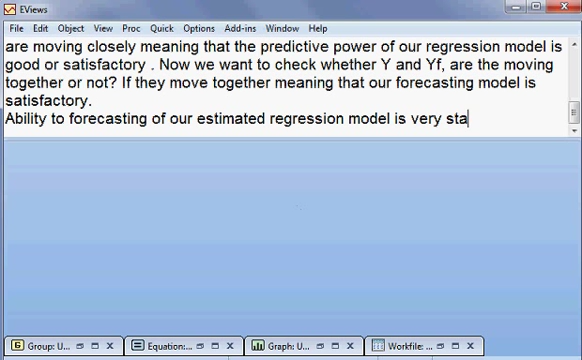 EViews
File Edit Object View Proc Quick Options Add-ins Window Help
are moving closely meaning that the predictive power of our regression model is
good or satisfactory . Now we want to check whether Y and Yf, are the moving
together or not? If they move together meaning that our forecasting model is
satisfactory.
Ability to forecasting of our estimated regression model is very sta
G Group: U... Equation:... Graph: U... Workfile: ...